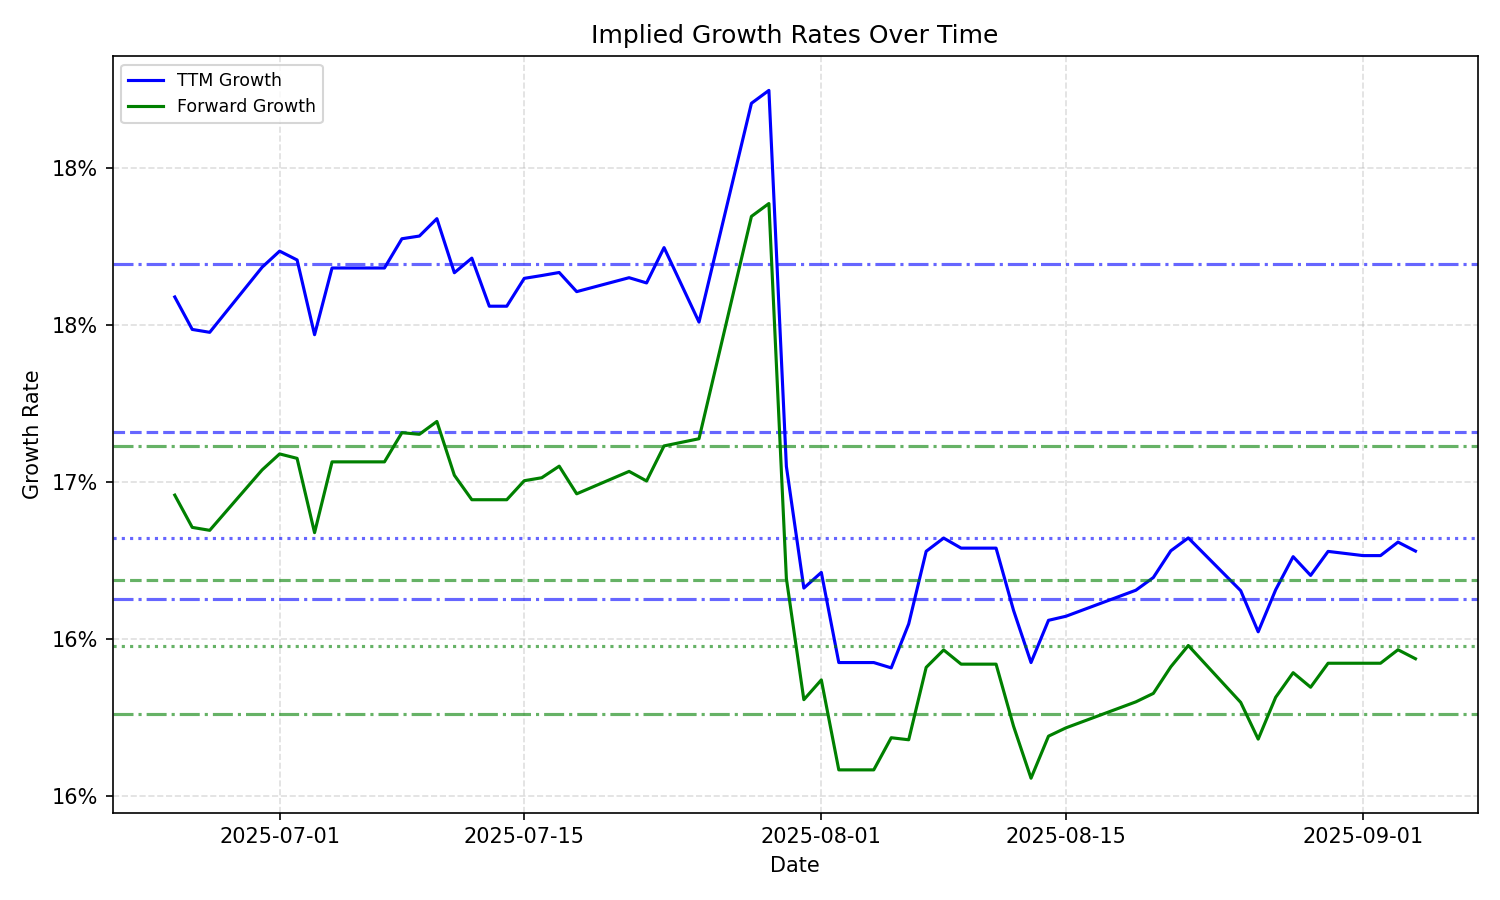 Implied Growth Rates Over Time
TTM Growth
Forward Growth
18%
18%
17%
16%
16%
Growth Rate
2025-07-01
2025-07-15
2025-08-01
2025-08-15
2025-09-01
Date